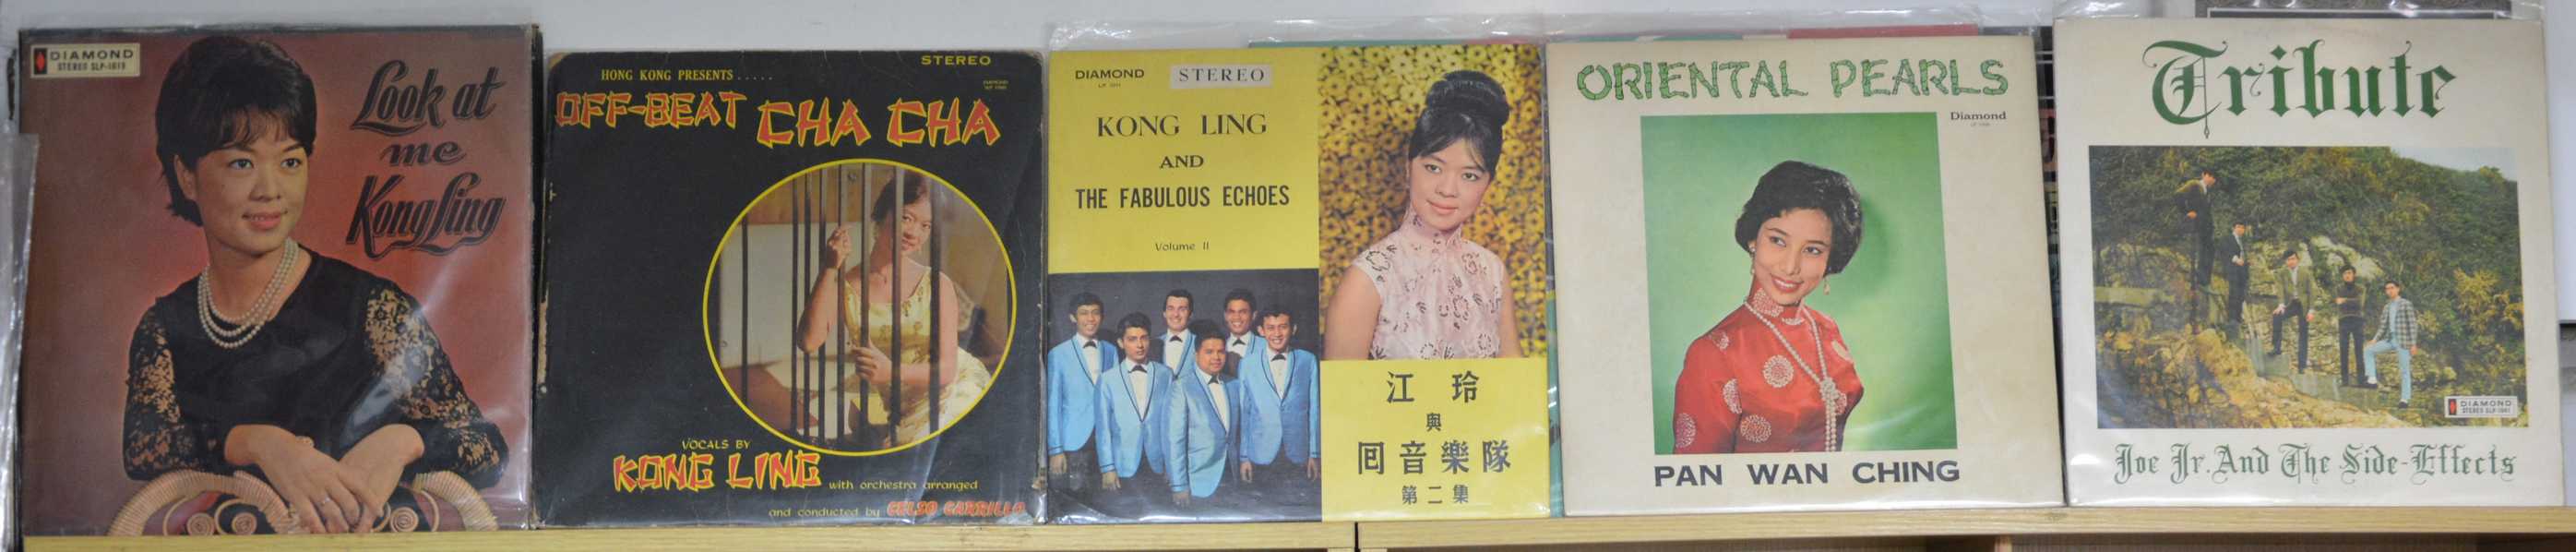 DIAMOND
STEREO SLP-1013
Look at
me
Kong Ling
STEREO
HONG KONG PRESENTS.....
OFF-BEAT CHA CHA
VOCALS BY
KONG LING with orchestra arranged
and conducted by CELSO CARRILLO
DIAMOND STEREO
KONG LING
AND
THE FABULOUS ECHOES
Volume II
江 玲
與
囘音樂隊
第二集
ORIENTAL PEARLS
Diamond
PAN WAN CHING
Tribute
DIAMOND
Joe Jr. And The Side-Effects